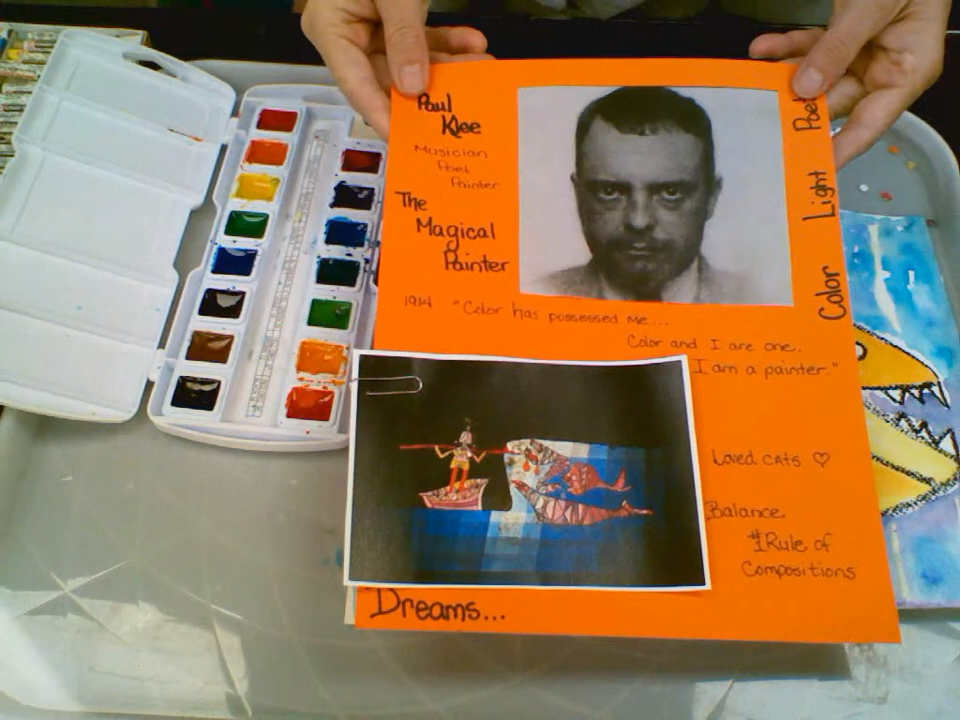 Paul
Klee
Musician
Poet
Painter
The
Magical
Painter
Color Light Poet
1914 "Color has possessed me...
Color and I are one.
I am a painter."
Loved CATS ♡
Balance
#1 Rule of
Compositions
Dreams...